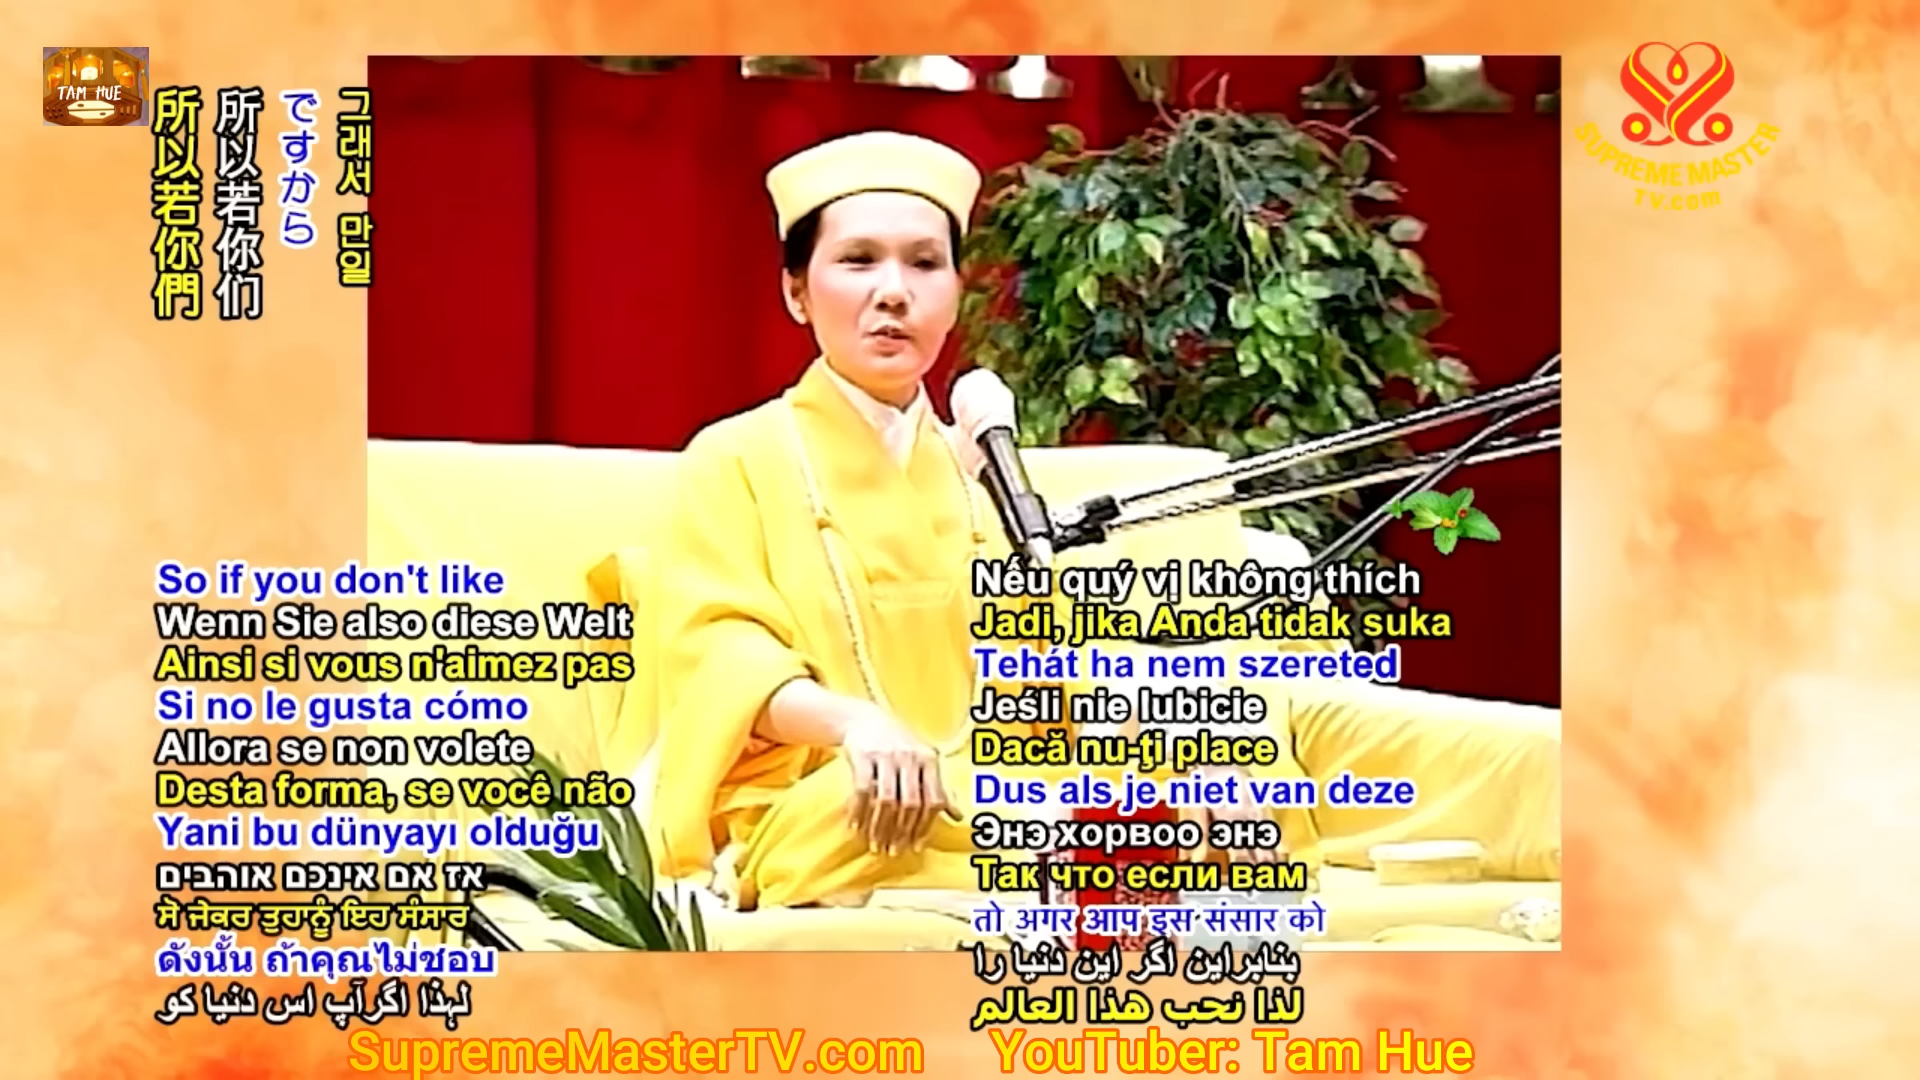 TAM HUE
所以若你們
所以若你们
ですから
그래서 만일
SUPREME MASTER
TV.com
So if you don't like
Wenn Sie also diese Welt
Ainsi si vous n'aimez pas
Si no le gusta cómo
Allora se non volete
Desta forma, se você não
Yani bu dünyayı olduğu
אז אם אינכם אוהבים
ਸੋ ਜੇਕਰ ਤੁਹਾਨੂੰ ਇਹ ਸੰਸਾਰ
ดังนั้น ถ้าคุณไม่ชอบ
لہذا اگرآپ اس دنیا کو
Nếu quý vị không thích
Jadi, jika Anda tidak suka
Tehát ha nem szereted
Jeśli nie lubicie
Dacă nu-ţi place
Dus als je niet van deze
Энэ хорвоо энэ
Так что если вам
तो अगर आप इस संसार को
بنابراین اگر این دنیا را
لذا نحب هذا العالم
SupremeMasterTV.com
YouTuber: Tam Hue